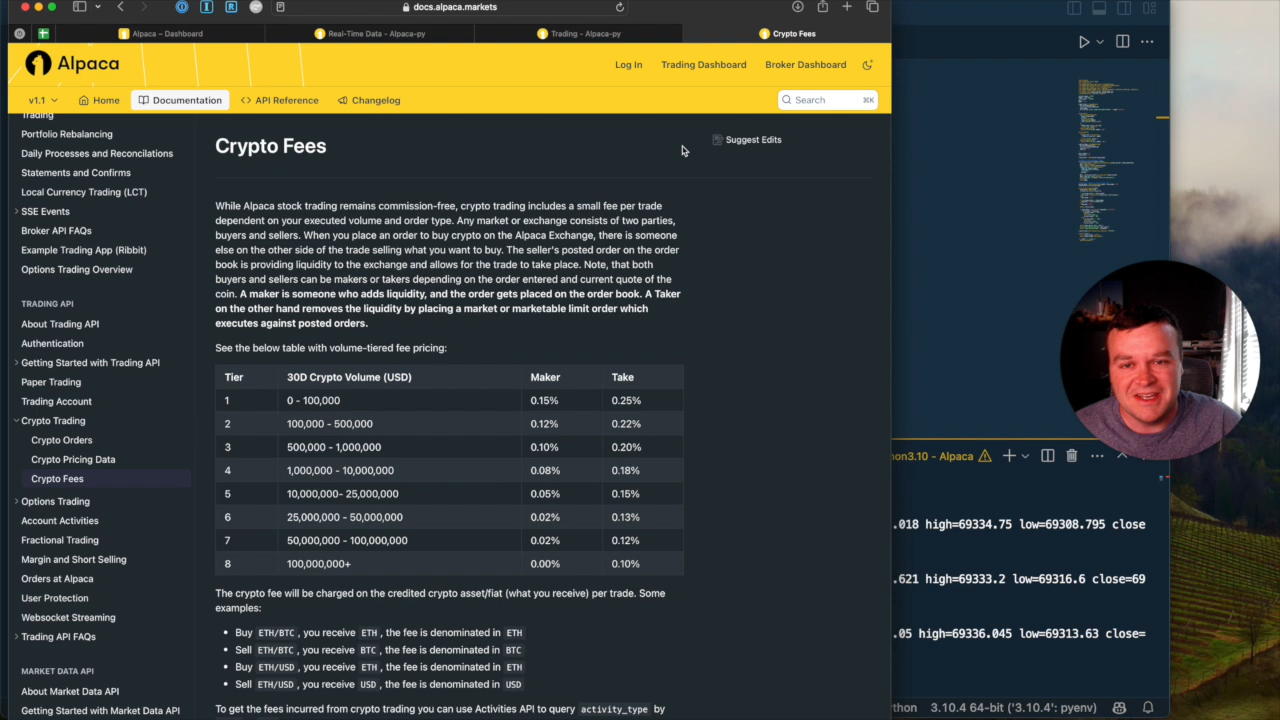 docs.alpaca.markets
Alpaca – Dashboard
Real-Time Data - Alpaca-py
Trading - Alpaca-py
Crypto Fees
Alpaca
Log In
Trading Dashboard
Broker Dashboard
v1.1
Home
Documentation
API Reference
Changelog
Search
⌘K
Trading
Portfolio Rebalancing
Daily Processes and Reconcilations
Statements and Confirms
Local Currency Trading (LCT)
SSE Events
Broker API FAQs
Example Trading App (Ribbit)
Options Trading Overview
TRADING API
About Trading API
Authentication
Getting Started with Trading API
Paper Trading
Trading Account
Crypto Trading
Crypto Orders
Crypto Pricing Data
Crypto Fees
Options Trading
Account Activities
Fractional Trading
Margin and Short Selling
Orders at Alpaca
User Protection
Websocket Streaming
Trading API FAQs
MARKET DATA API
About Market Data API
Getting Started with Market Data API
Crypto Fees
Suggest Edits
While Alpaca stock trading remains commission-free, crypto trading includes a small fee per trade
dependent on your executed volume and order type. Any market or exchange consists of two parties,
buyers and sellers. When you place an order to buy crypto on the Alpaca Exchange, there is someone
else on the other side of the trade selling what you want to buy. The seller's posted order on the order
book is providing liquidity to the exchange and allows for the trade to take place. Note, that both
buyers and sellers can be makers or takers depending on the order entered and current quote of the
coin. A maker is someone who adds liquidity, and the order gets placed on the order book. A Taker
on the other hand removes the liquidity by placing a market or marketable limit order which
executes against posted orders.
See the below table with volume-tiered fee pricing:
Tier 30D Crypto Volume (USD) Maker Take
1 0 - 100,000 0.15% 0.25%
2 100,000 - 500,000 0.12% 0.22%
3 500,000 - 1,000,000 0.10% 0.20%
4 1,000,000 - 10,000,000 0.08% 0.18%
5 10,000,000- 25,000,000 0.05% 0.15%
6 25,000,000 - 50,000,000 0.02% 0.13%
7 50,000,000 - 100,000,000 0.02% 0.12%
8 100,000,000+ 0.00% 0.10%
The crypto fee will be charged on the credited crypto asset/fiat (what you receive) per trade. Some
examples:
• Buy ETH/BTC, you receive ETH, the fee is denominated in ETH
• Sell ETH/BTC, you receive BTC, the fee is denominated in BTC
• Buy ETH/USD, you receive ETH, the fee is denominated in ETH
• Sell ETH/USD, you receive USD, the fee is denominated in USD
To get the fees incurred from crypto trading you can use Activities API to query activity_type by
hon3.10 - Alpaca
.018 high=69334.75 low=69308.795 close
.621 high=69333.2 low=69316.6 close=69
.05 high=69336.045 low=69313.63 close=
thon 3.10.4 64-bit ('3.10.4': pyenv)